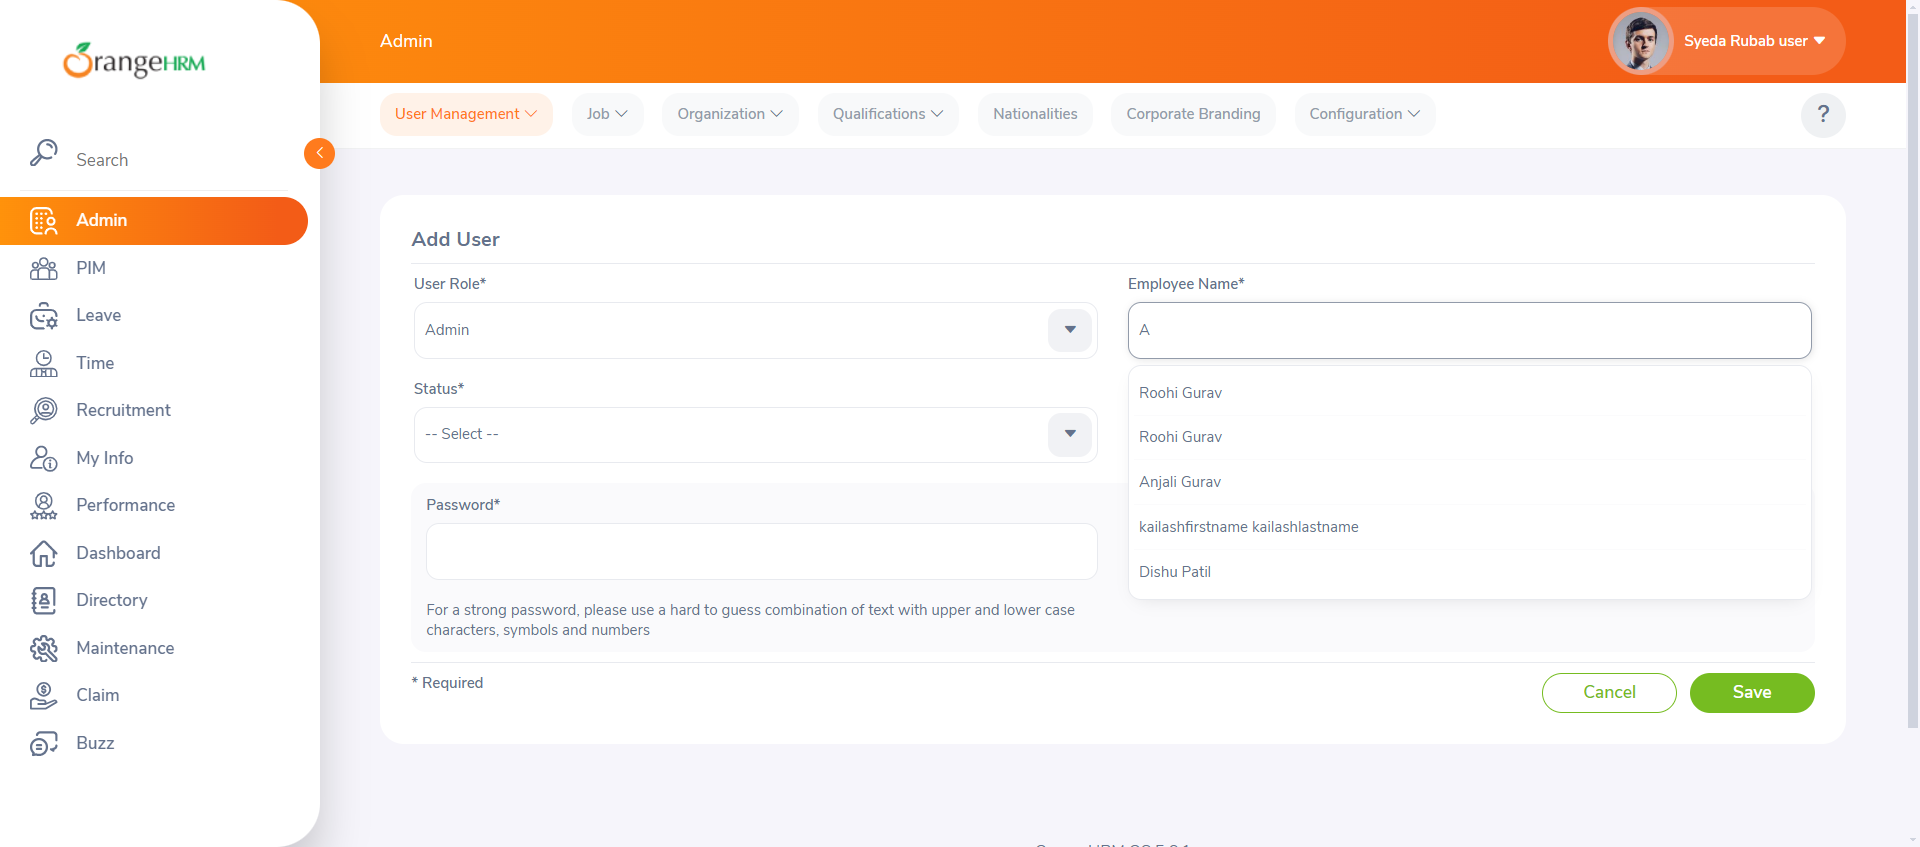 OrangeHRM
Admin
Syeda Rubab user
User Management
Job
Organization
Qualifications
Nationalities
Corporate Branding
Configuration
?
Search
Admin
PIM
Leave
Time
Recruitment
My Info
Performance
Dashboard
Directory
Maintenance
Claim
Buzz
Add User
User Role*
Admin
Employee Name*
A
Roohi Gurav
Roohi Gurav
Anjali Gurav
kailashfirstname kailashlastname
Dishu Patil
Status*
-- Select --
Password*
For a strong password, please use a hard to guess combination of text with upper and lower case
characters, symbols and numbers
* Required
Cancel
Save